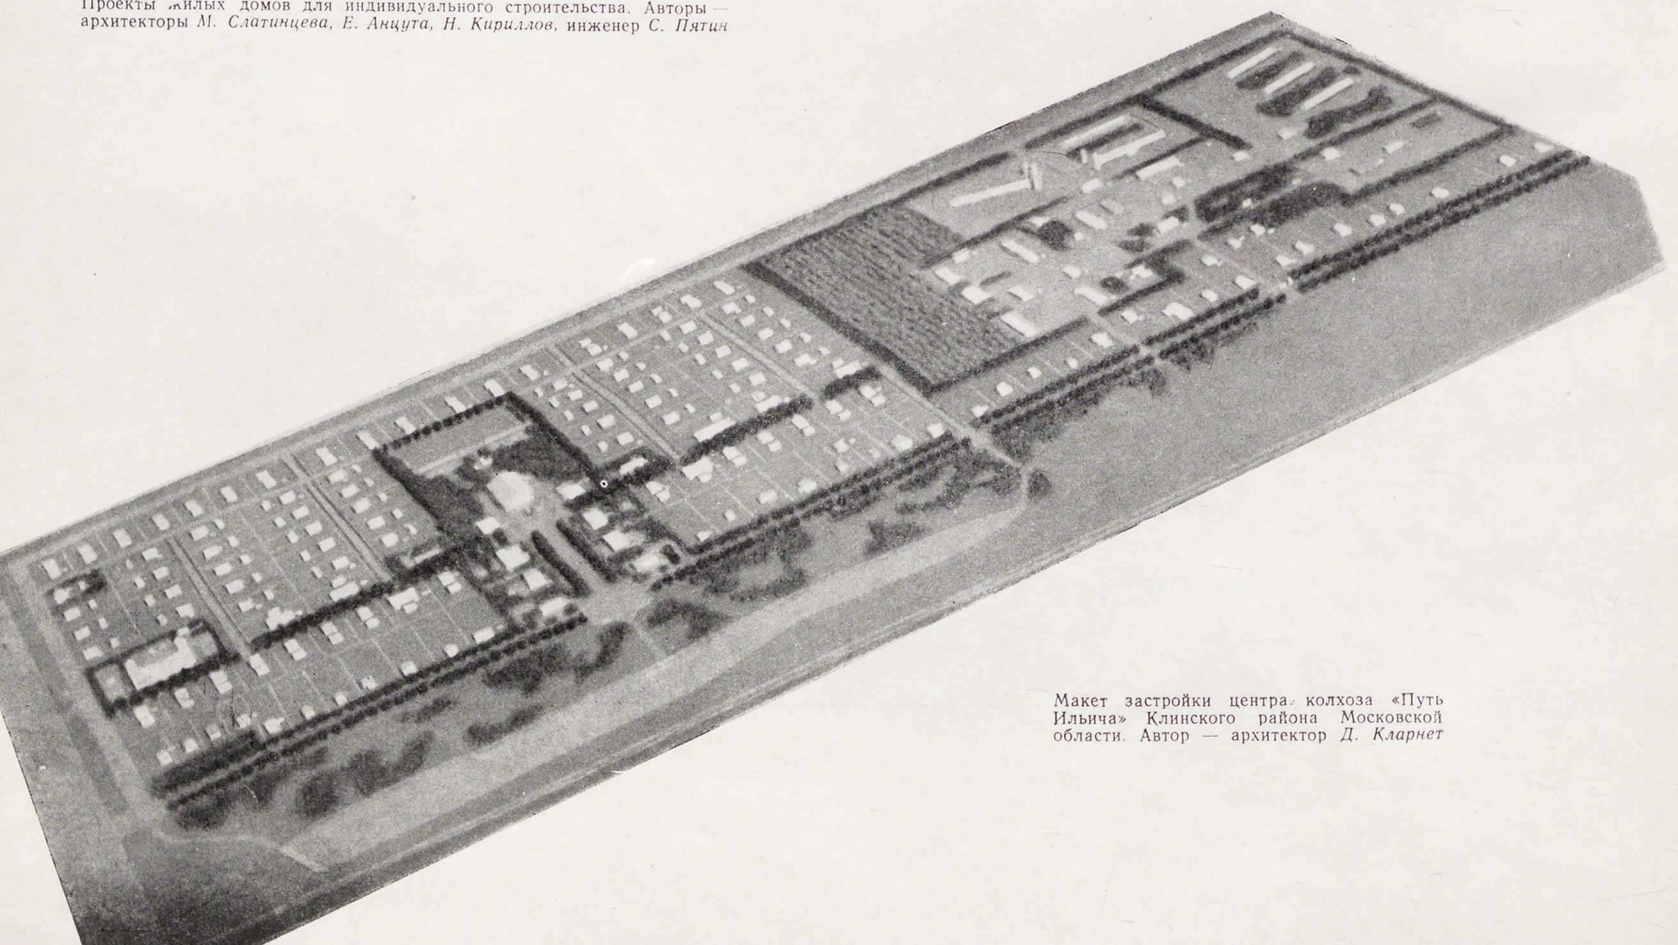 Проекты жилых домов для индивидуального строительства. Авторы —
архитекторы М. Слатинцева, Е. Анцута, Н. Кириллов, инженер С. Пятин
Макет застройки центра колхоза «Путь
Ильича» Клинского района Московской
области. Автор — архитектор Д. Кларнет